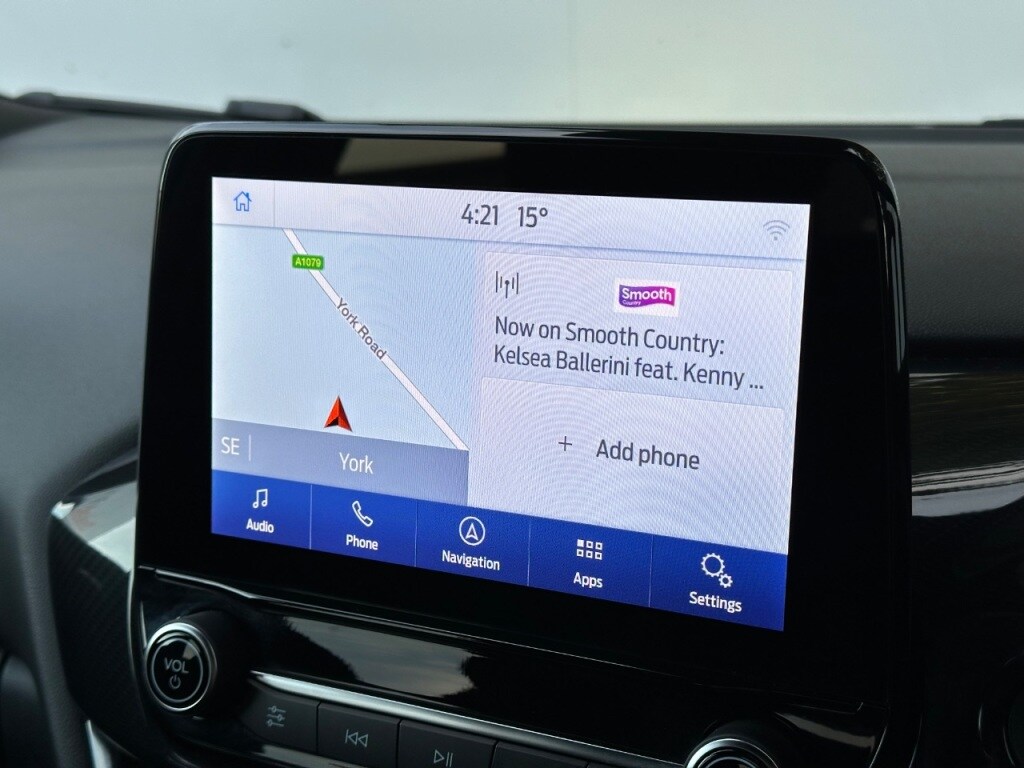 4:21 15°
A1079
York Road
Smooth
Country
Now on Smooth Country:
Kelsea Ballerini feat. Kenny ...
+ Add phone
SE
York
Audio
Phone
Navigation
Apps
Settings
VOL